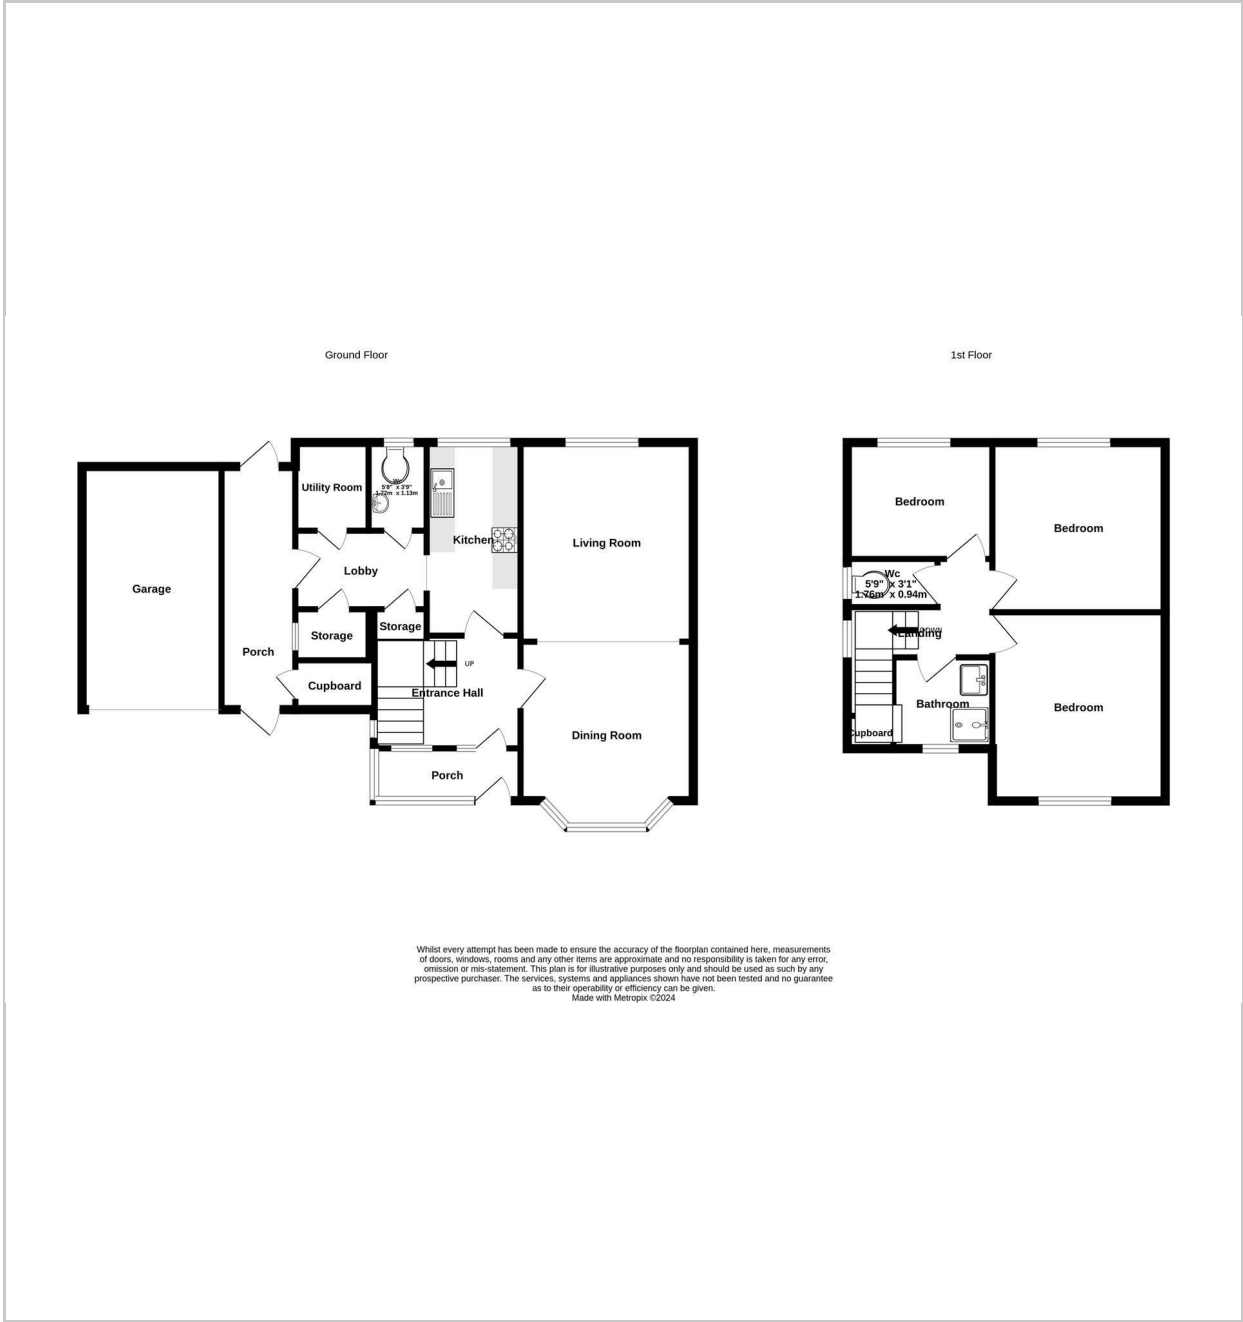 Ground Floor
1st Floor
Utility Room
Wc
5'8" x 3'9"
1.72m x 1.13m
Kitchen
Living Room
Lobby
Garage
Storage
Storage
Porch
Cupboard
UP
Entrance Hall
Dining Room
Porch
Bedroom
Bedroom
Wc
5'9" x 3'1"
1.76m x 0.94m
DOWN
Landing
Bathroom
Bedroom
Cupboard
Whilst every attempt has been made to ensure the accuracy of the floorplan contained here, measurements
of doors, windows, rooms and any other items are approximate and no responsibility is taken for any error,
omission or mis-statement. This plan is for illustrative purposes only and should be used as such by any
prospective purchaser. The services, systems and appliances shown have not been tested and no guarantee
as to their operability or efficiency can be given.
Made with Metropix ©2024